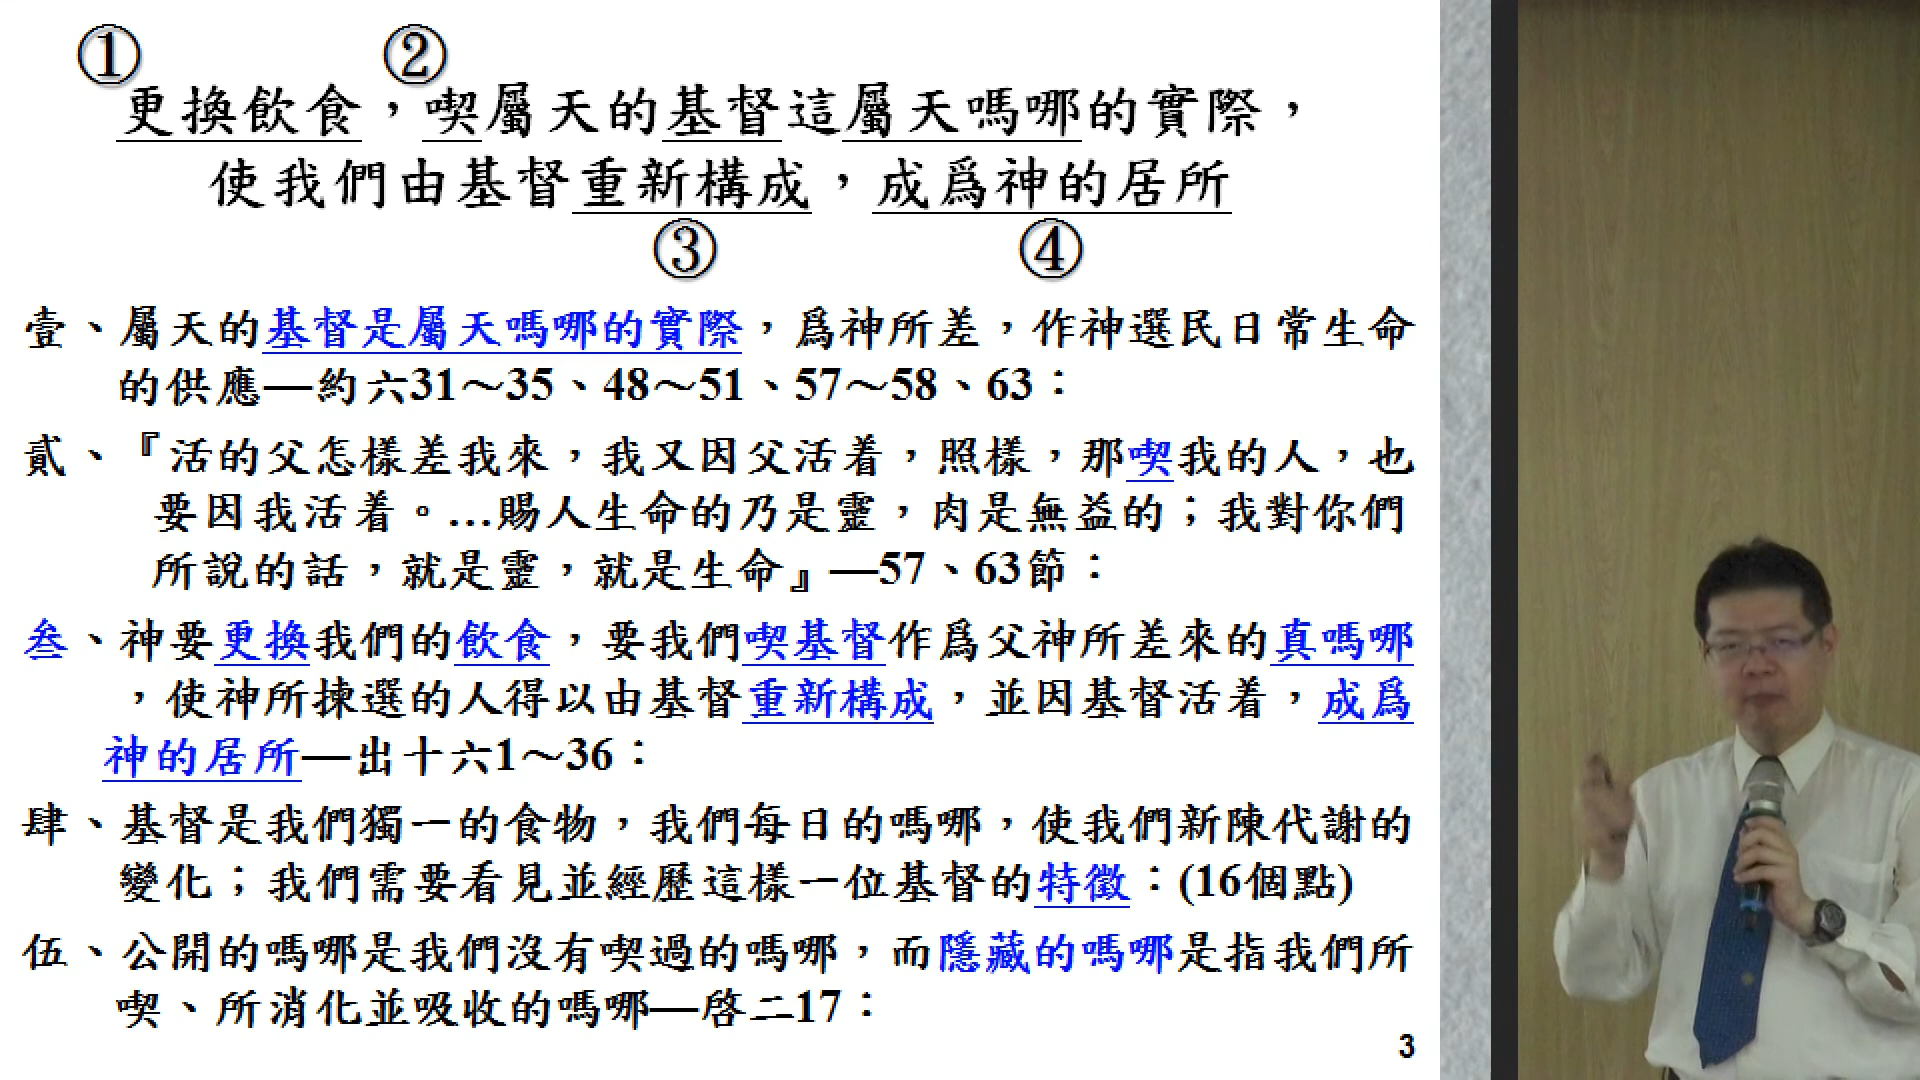 ① ②
更換飲食，喫屬天的基督這屬天嗎哪的實際，
使我們由基督重新構成，成爲神的居所
③ ④
壹、屬天的基督是屬天嗎哪的實際，爲神所差，作神選民日常生命
的供應—約六31～35、48～51、57～58、63：
貳、『活的父怎樣差我來，我又因父活着，照樣，那喫我的人，也
要因我活着。…賜人生命的乃是靈，肉是無益的；我對你們
所說的話，就是靈，就是生命』—57、63節：
叁、神要更換我們的飲食，要我們喫基督作爲父神所差來的真嗎哪
，使神所揀選的人得以由基督重新構成，並因基督活着，成爲
神的居所—出十六1～36：
肆、基督是我們獨一的食物，我們每日的嗎哪，使我們新陳代謝的
變化；我們需要看見並經歷這樣一位基督的特徵：(16個點)
伍、公開的嗎哪是我們沒有喫過的嗎哪，而隱藏的嗎哪是指我們所
喫、所消化並吸收的嗎哪—啓二17：
3